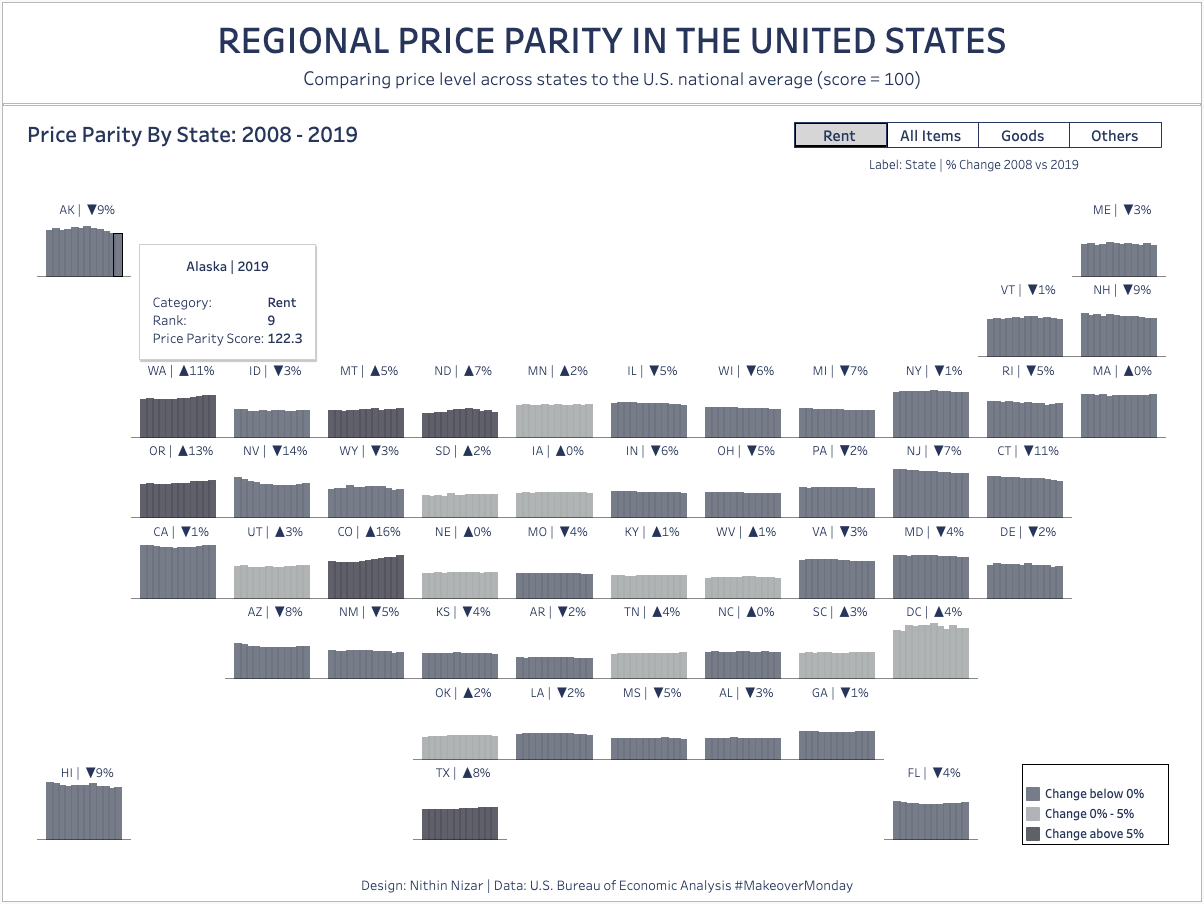 REGIONAL PRICE PARITY IN THE UNITED STATES
Comparing price level across states to the U.S. national average (score = 100)
Price Parity By State: 2008 - 2019
Rent All Items Goods Others
Label: State | % Change 2008 vs 2019
AK | ▼9% ME | ▼3%
Alaska | 2019
Category: Rent
Rank: 9
Price Parity Score: 122.3
VT | ▼1% NH | ▼9%
WA | ▲11% ID | ▼3% MT | ▲5% ND | ▲7% MN | ▲2% IL | ▼5% WI | ▼6% MI | ▼7% NY | ▼1% RI | ▼5% MA | ▲0%
OR | ▲13% NV | ▼14% WY | ▼3% SD | ▲2% IA | ▲0% IN | ▼6% OH | ▼5% PA | ▼2% NJ | ▼7% CT | ▼11%
CA | ▼1% UT | ▲3% CO | ▲16% NE | ▲0% MO | ▼4% KY | ▲1% WV | ▲1% VA | ▼3% MD | ▼4% DE | ▼2%
AZ | ▼8% NM | ▼5% KS | ▼4% AR | ▼2% TN | ▲4% NC | ▲0% SC | ▲3% DC | ▲4%
OK | ▲2% LA | ▼2% MS | ▼5% AL | ▼3% GA | ▼1%
HI | ▼9% TX | ▲8% FL | ▼4%
Change below 0%
Change 0% - 5%
Change above 5%
Design: Nithin Nizar | Data: U.S. Bureau of Economic Analysis #MakeoverMonday